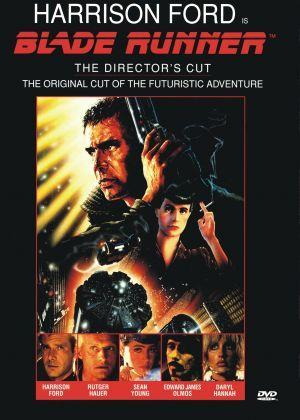 HARRISON FORD
IS
BLADE RUNNER™
THE DIRECTOR'S CUT
THE ORIGINAL CUT OF THE FUTURISTIC ADVENTURE
HARRISON FORD
RUTGER HAUER
SEAN YOUNG
EDWARD JAMES OLMOS
DARYL HANNAH
DVD